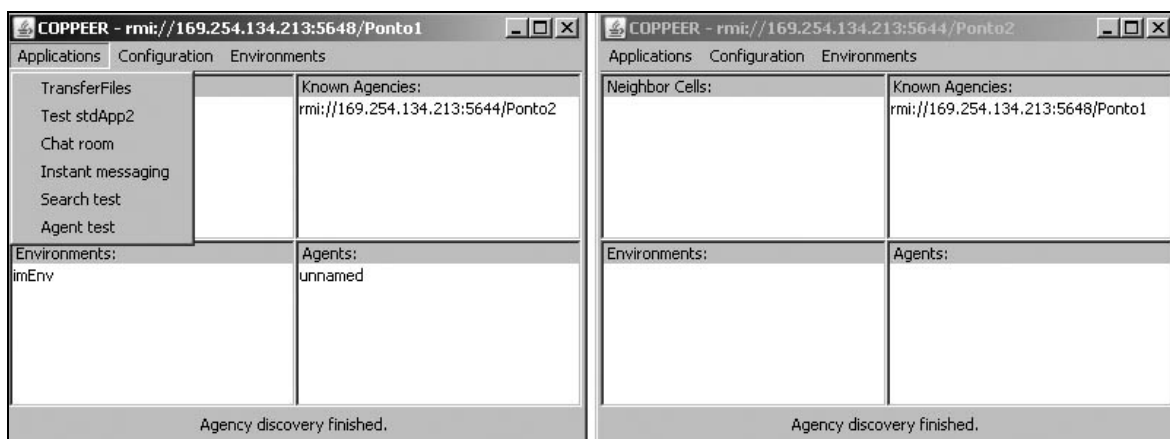 COPPEER - rmi://169.254.134.213:5648/Ponto1
Applications Configuration Environments
TransferFiles
Test stdApp2
Chat room
Instant messaging
Search test
Agent test
Known Agencies:
rmi://169.254.134.213:5644/Ponto2
Environments:
imEnv
Agents:
unnamed
Agency discovery finished.
COPPEER - rmi://169.254.134.213:5644/Ponto2
Applications Configuration Environments
Neighbor Cells:
Known Agencies:
rmi://169.254.134.213:5648/Ponto1
Environments:
Agents:
Agency discovery finished.